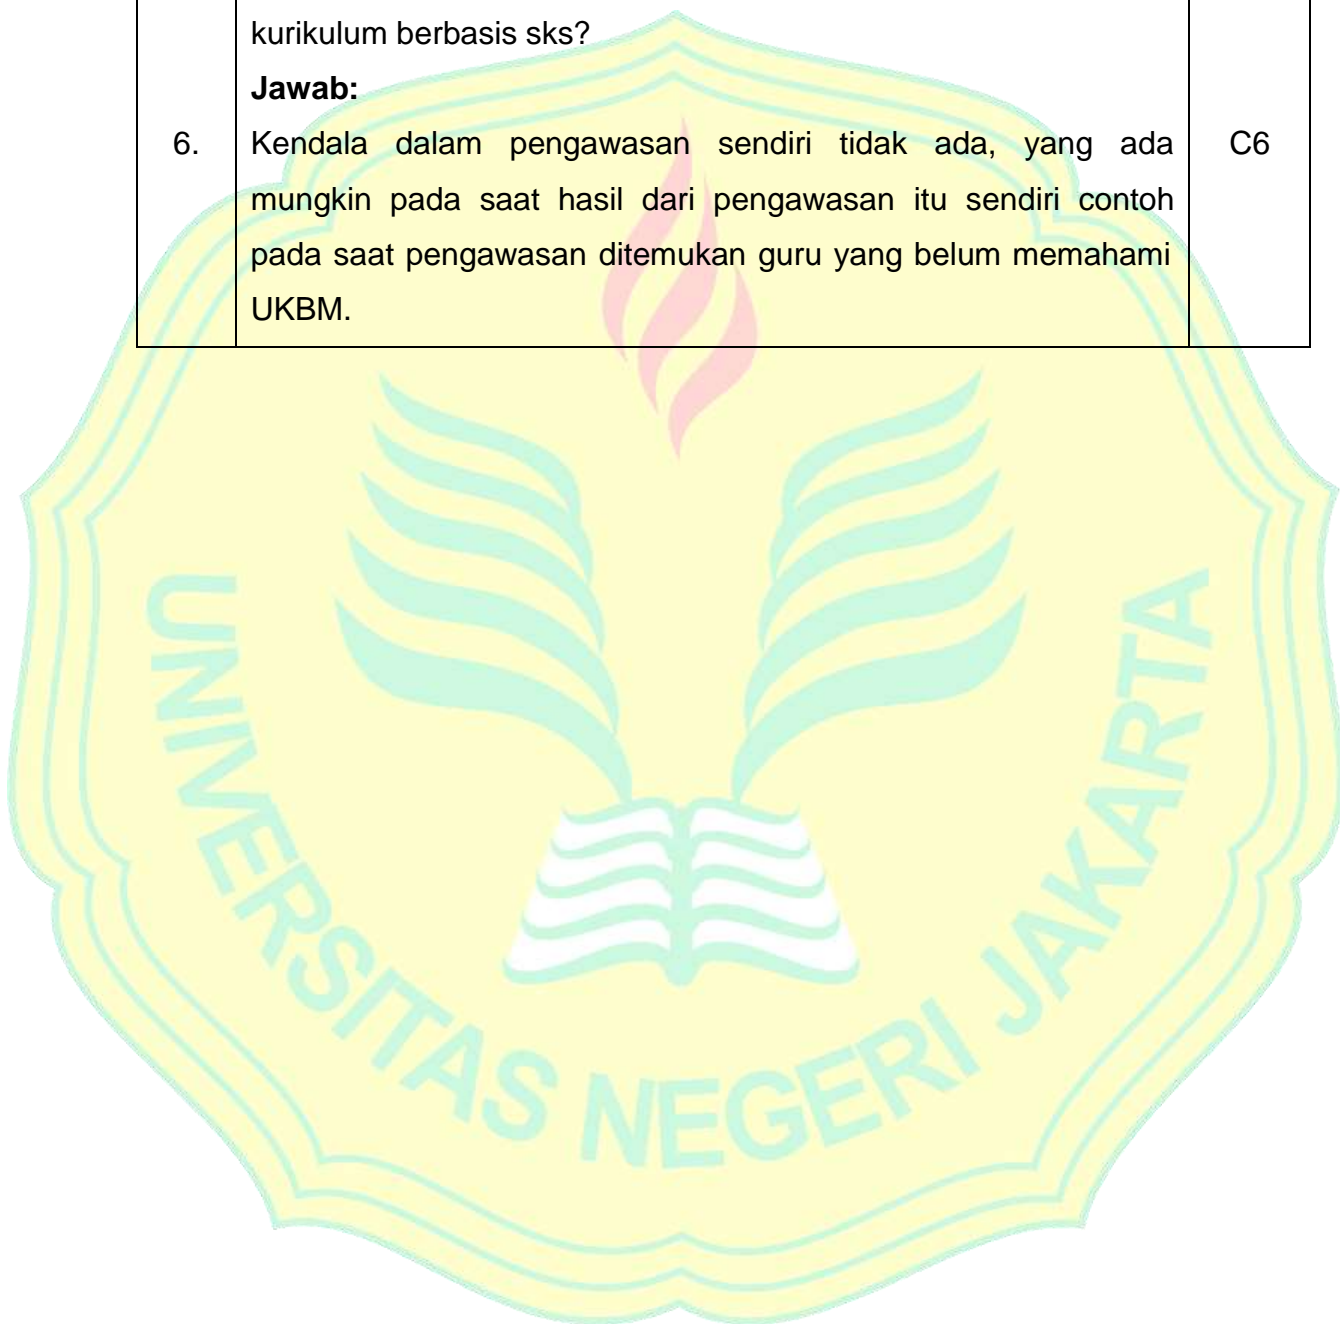 kurikulum berbasis sks?
Jawab:
6. Kendala dalam pengawasan sendiri tidak ada, yang ada C6
mungkin pada saat hasil dari pengawasan itu sendiri contoh
pada saat pengawasan ditemukan guru yang belum memahami
UKBM.
UNIVERSITAS NEGERI JAKARTA